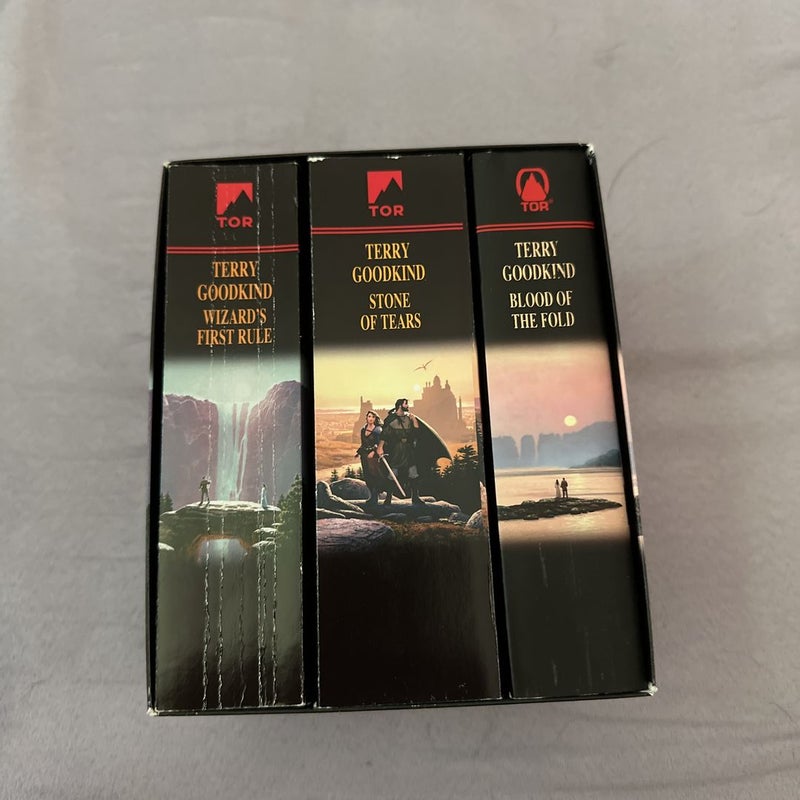 TOR
TERRY
GOODKIND
WIZARD'S
FIRST RULE
TOR
TERRY
GOODKIND
STONE
OF TEARS
TOR
TERRY
GOODKIND
BLOOD OF
THE FOLD